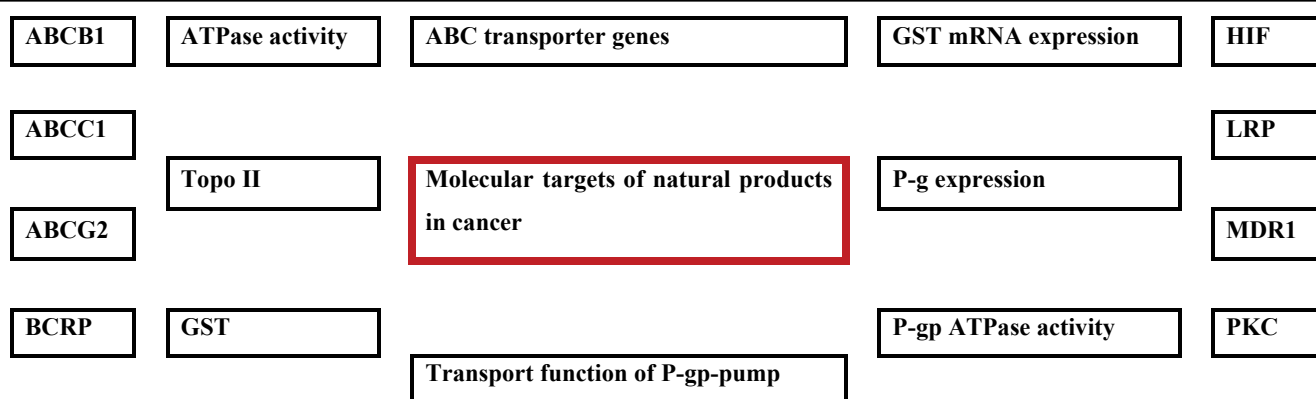 ABCB1
ATPase activity
ABC transporter genes
GST mRNA expression
HIF
ABCC1
LRP
Topo II
Molecular targets of natural products
in cancer
P-g expression
ABCG2
MDR1
BCRP
GST
P-gp ATPase activity
PKC
Transport function of P-gp-pump